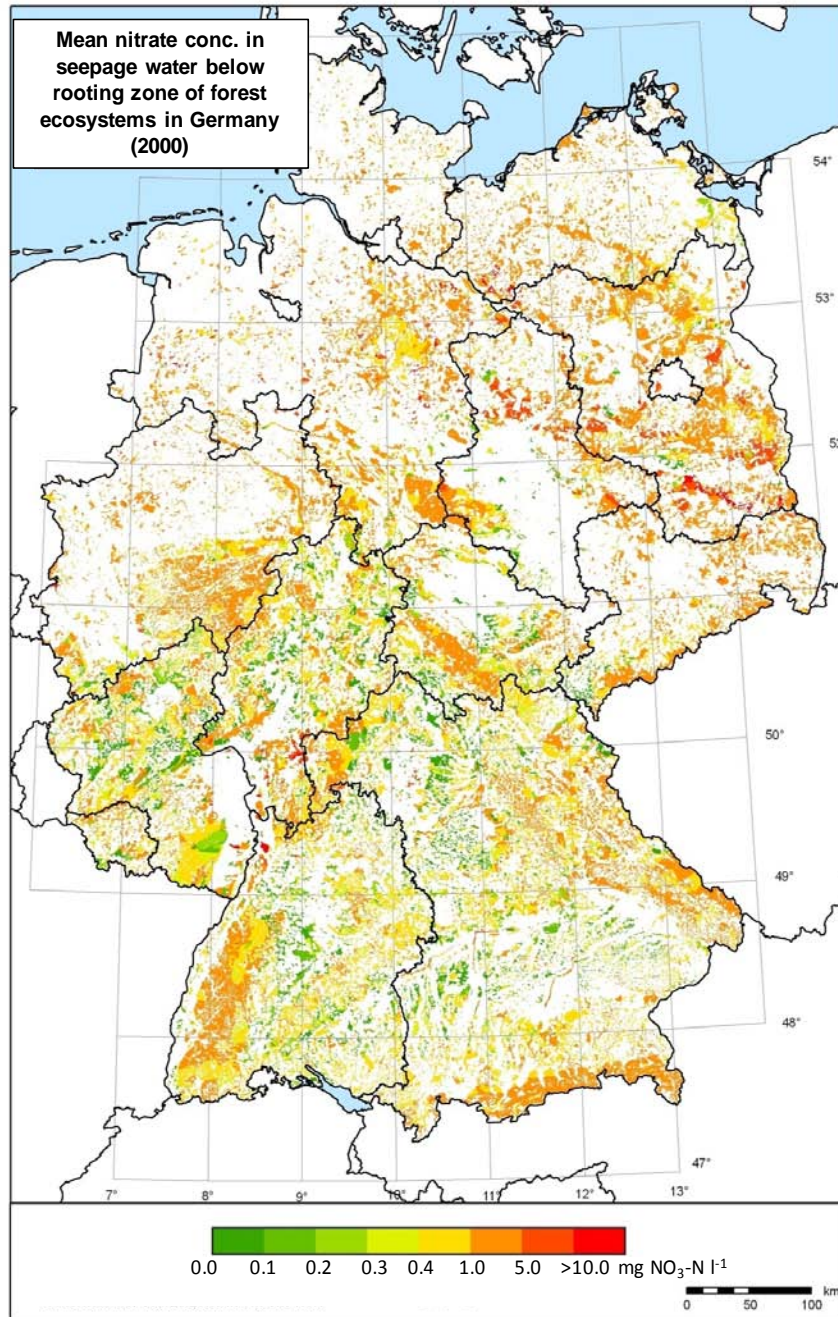 Mean nitrate conc. in
seepage water below
rooting zone of forest
ecosystems in Germany
(2000)
54°
53°
52
50°
49°
48°
47°
7° 8° 9° 10° 11° 12° 13°
0.0 0.1 0.2 0.3 0.4 1.0 5.0 >10.0 mg NO₃-N l⁻¹
km
0 50 100